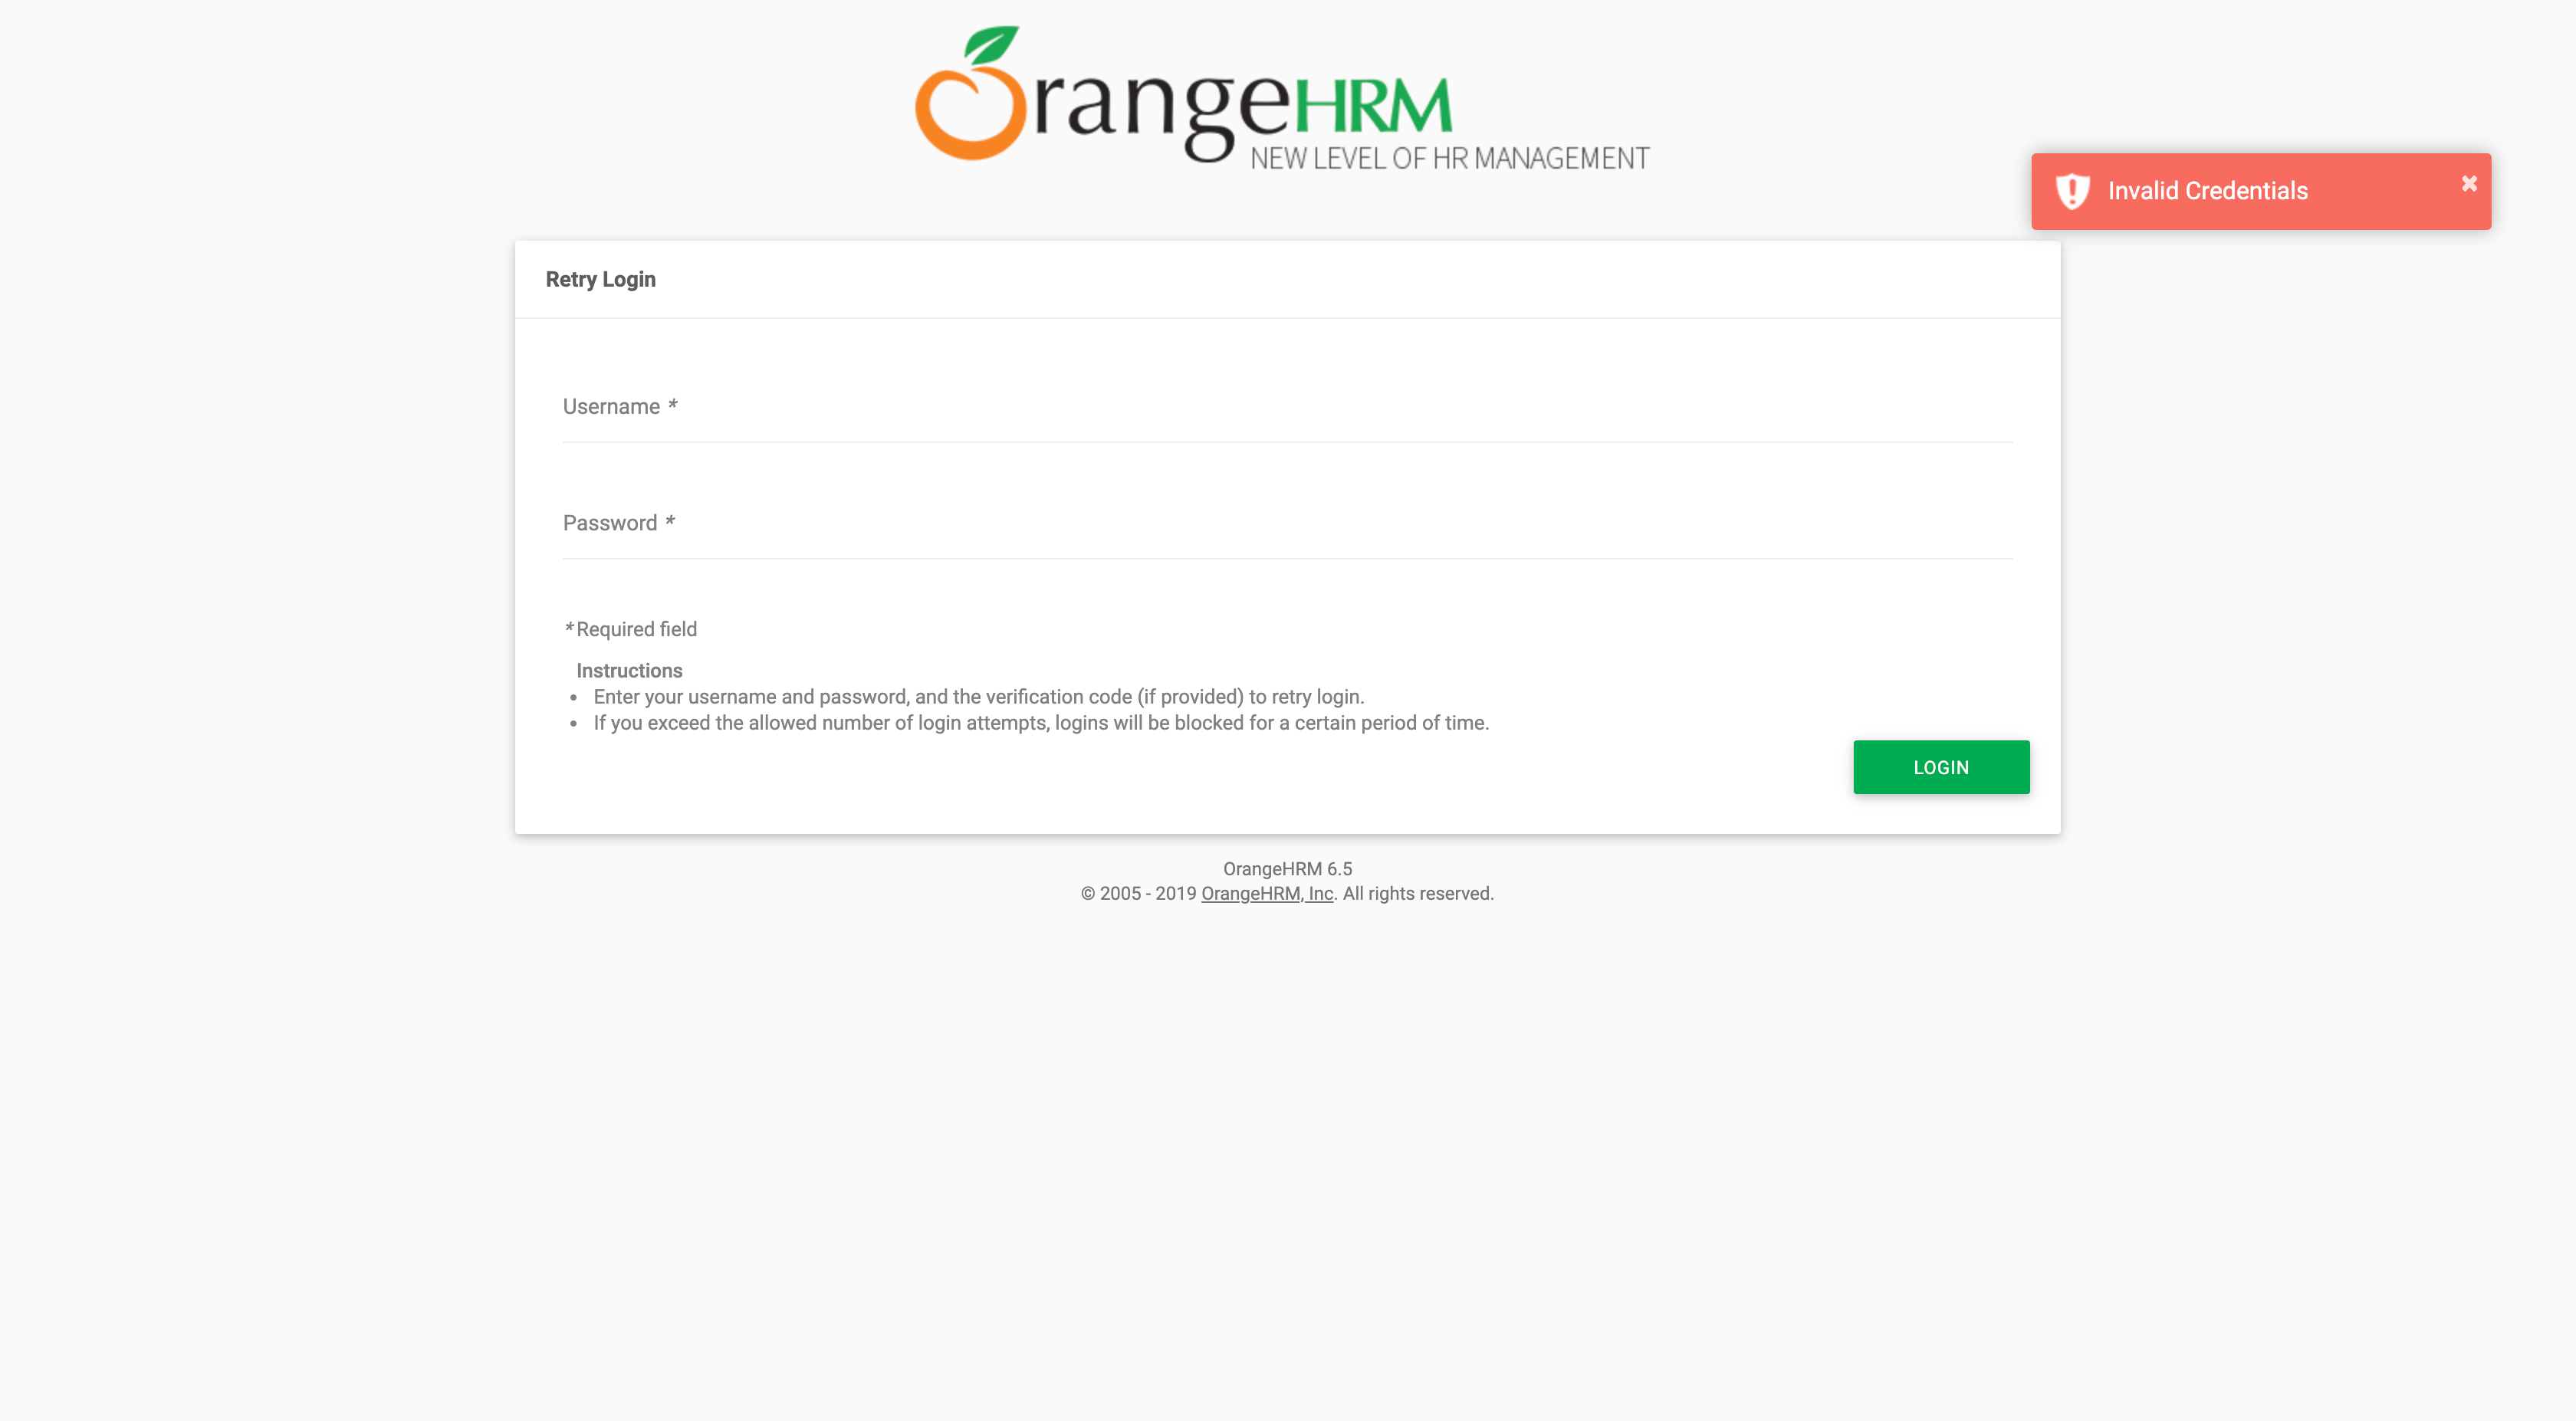 OrangeHRM
NEW LEVEL OF HR MANAGEMENT
Invalid Credentials
Retry Login
Username *
Password *
* Required field
Instructions
• Enter your username and password, and the verification code (if provided) to retry login.
• If you exceed the allowed number of login attempts, logins will be blocked for a certain period of time.
LOGIN
OrangeHRM 6.5
© 2005 - 2019 OrangeHRM, Inc. All rights reserved.